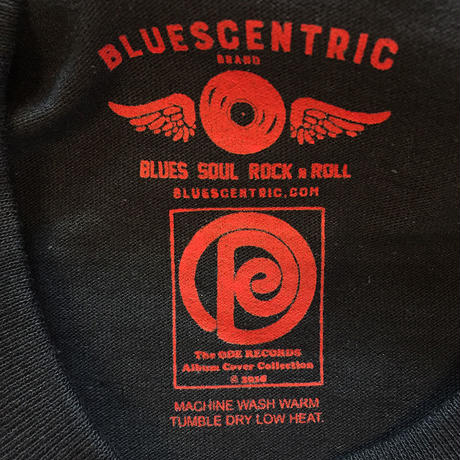 BLUESCENTRIC
BRAND
BLUES SOUL ROCK n ROLL
BLUESCENTRIC.COM
The ODE RECORDS
Album Cover Collection
© 2016
MACHINE WASH WARM
TUMBLE DRY LOW HEAT.